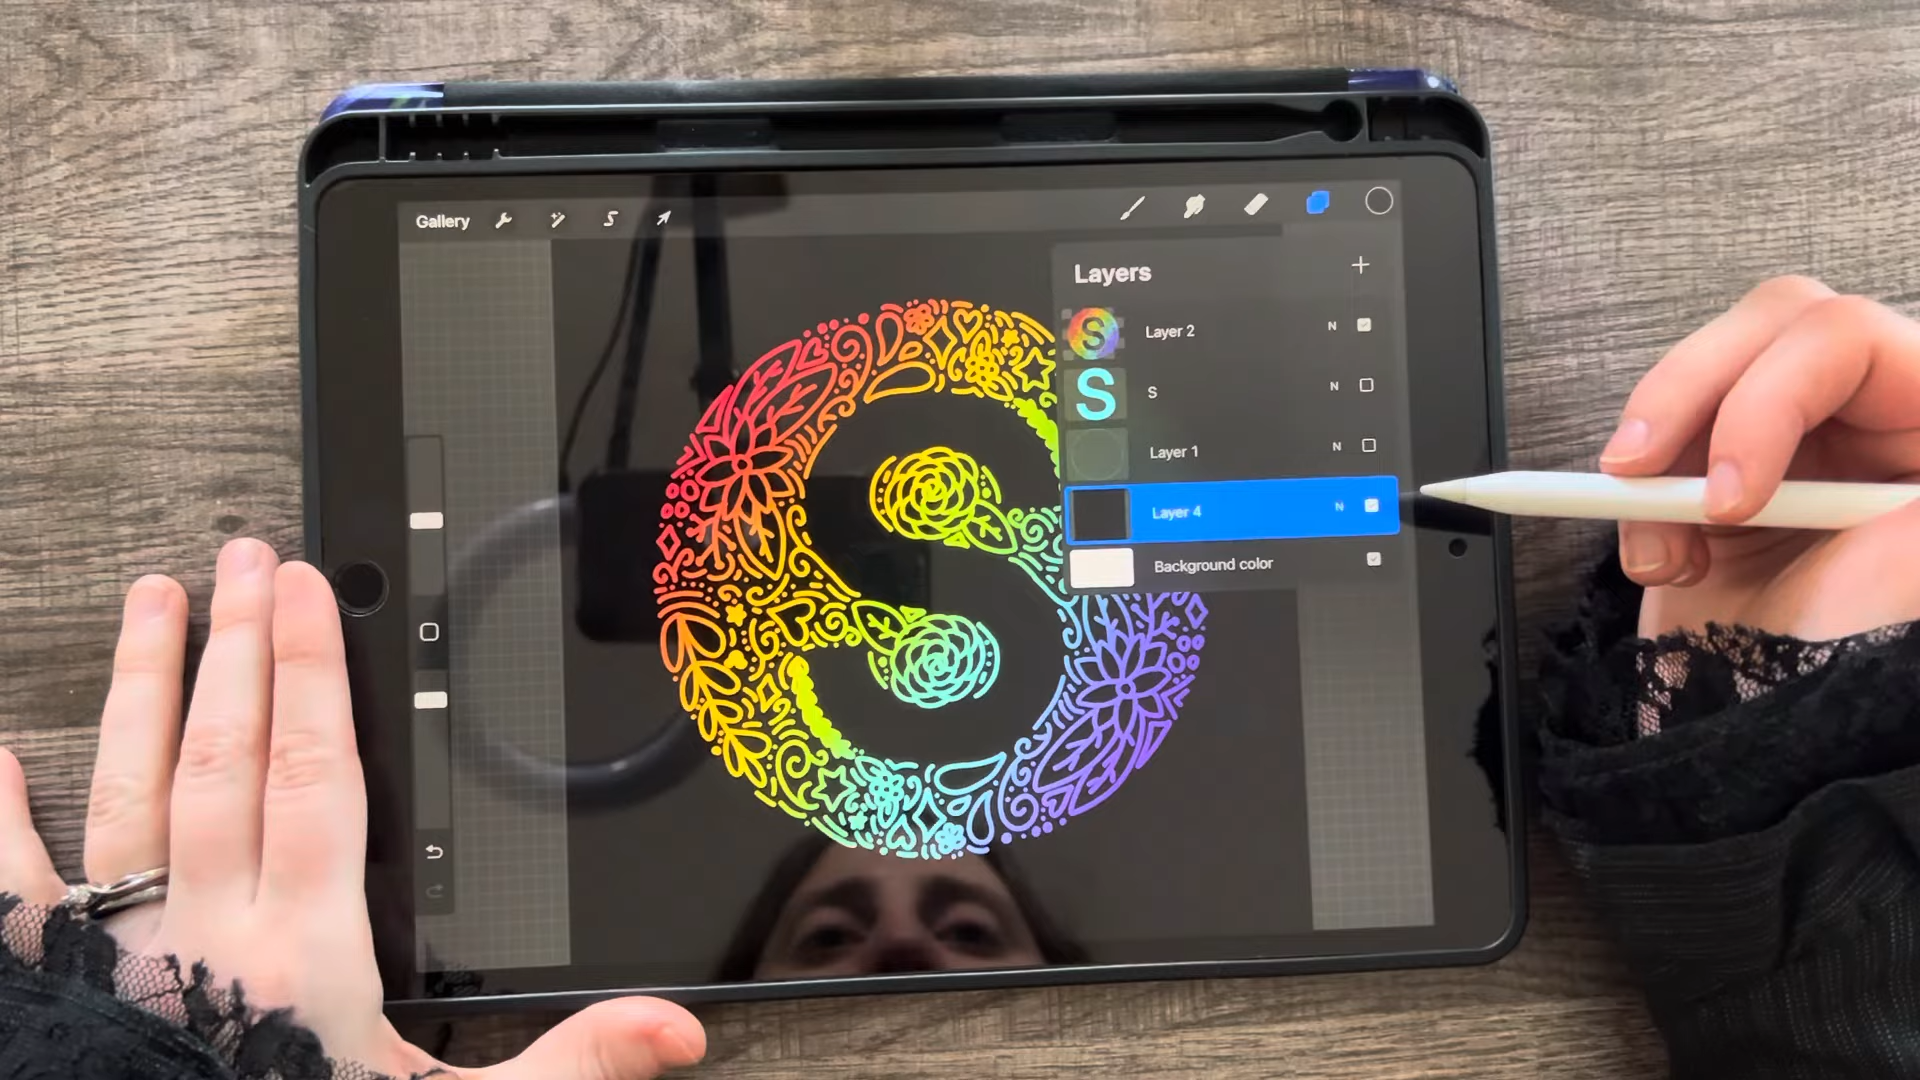 Gallery
Layers
Layer 2
N
S
S
N
Layer 1
N
Layer 4
N
Background color